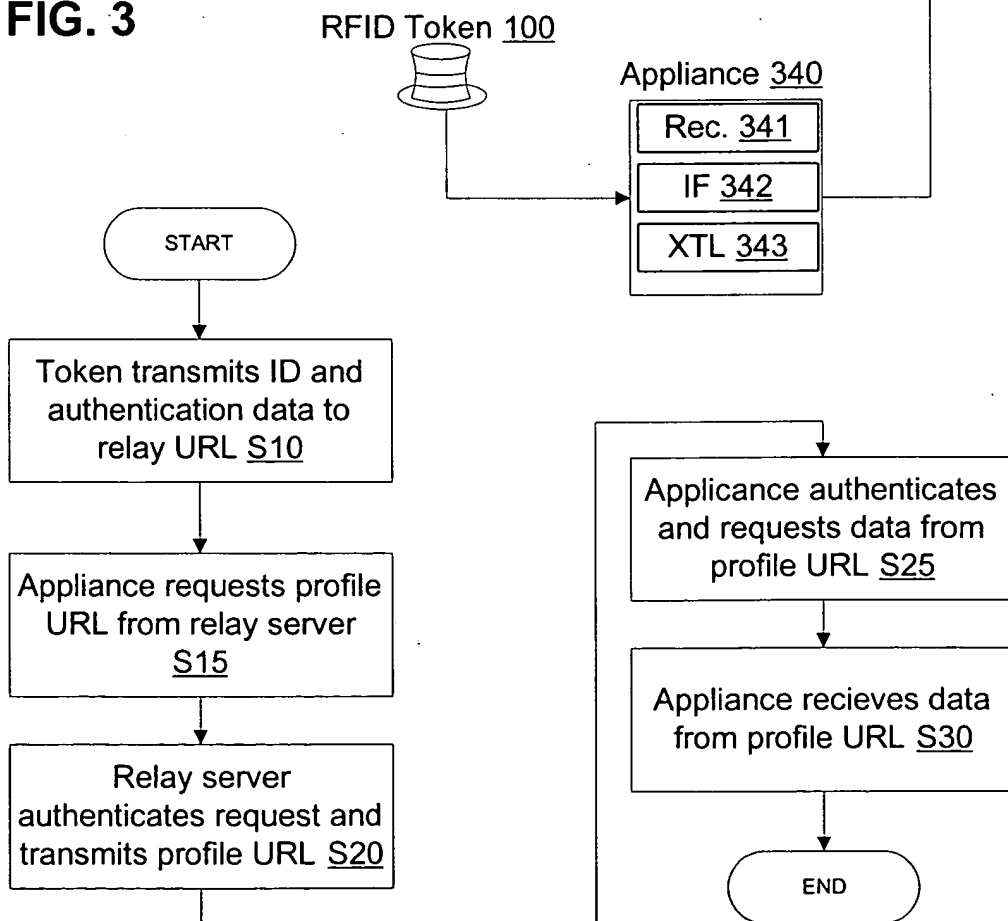 FIG. 3
RFID Token 100
Appliance 340
Rec. 341
IF 342
XTL 343
START
Token transmits ID and
authentication data to
relay URL S10
Appliance requests profile
URL from relay server
S15
Relay server
authenticates request and
transmits profile URL S20
Applicance authenticates
and requests data from
profile URL S25
Appliance recieves data
from profile URL S30
END